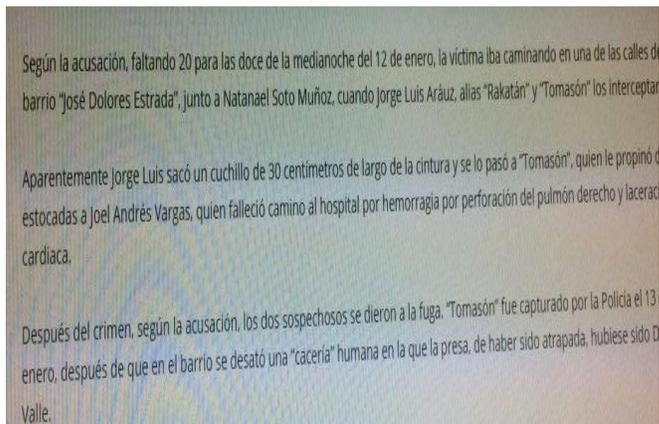 Según la acusación, faltando 20 para las doce de la medianoche del 12 de enero, la víctima iba caminando en una de las calles
barrio "José Dolores Estrada", junto a Natanael Soto Muñoz, cuando Jorge Luis Aráuz, alias "Rakatán" y "Tomasón" los
Aparentemente Jorge Luis sacó un cuchillo de 30 centímetros de largo de la cintura y se lo pasó a "Tomasón", quien le propinó
estocadas a Joel Andrés Vargas, quien falleció camino al hospital por hemorragia por perforación del pulmón derecho y
cardiaca.
Después del crimen, según la acusación, los dos sospechosos se dieron a la fuga. "Tomasón" fue capturado por la Policía el 13
enero, después de que en el barrio se desató una "cacería" humana en la que la presa, de haber sido atrapada, hubiese sido
Valle.